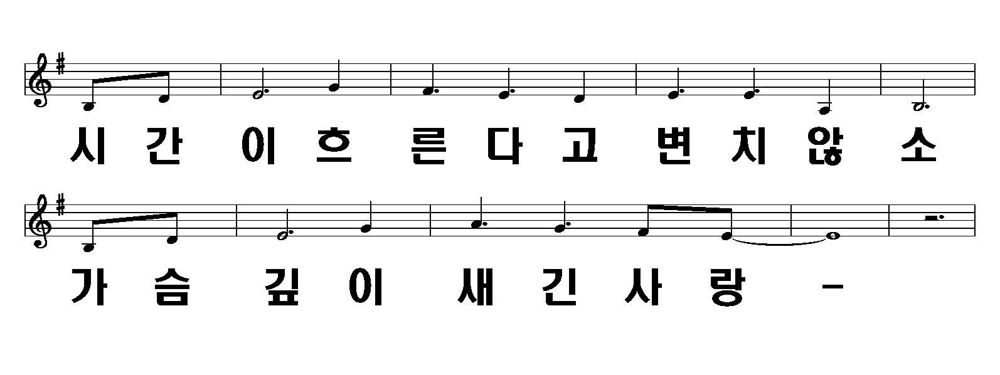 시 간 이 흐 른 다 고 변 치 않 소
가 슴 깊 이 새 긴 사 랑 -